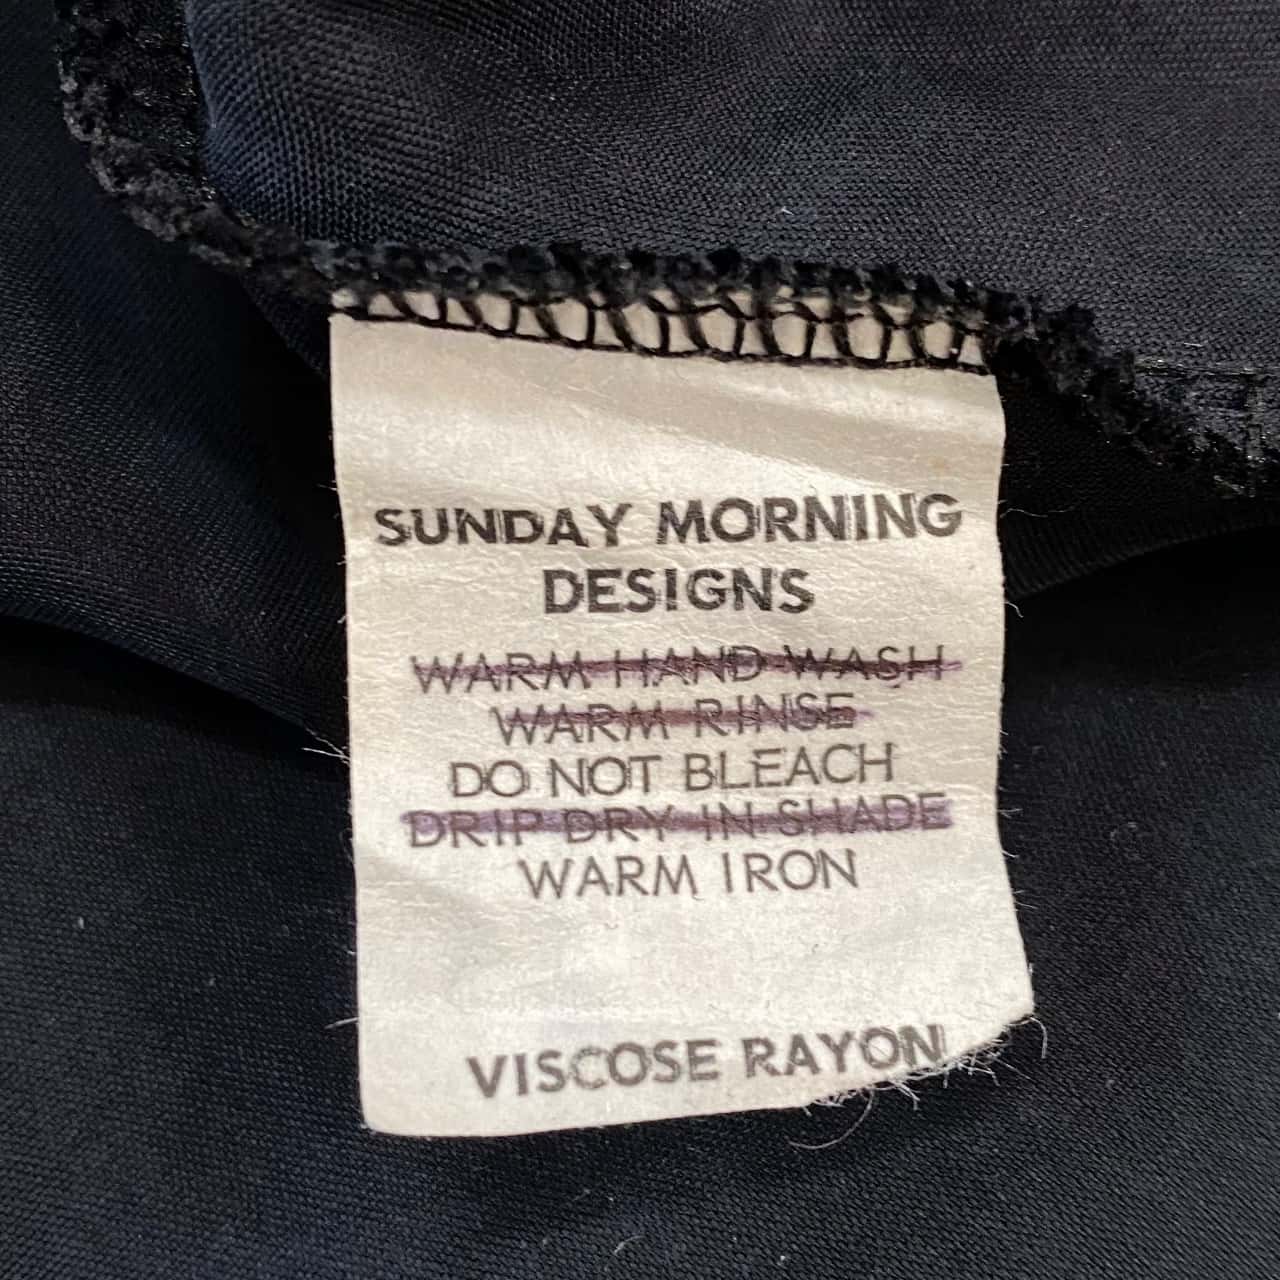 SUNDAY MORNING
DESIGNS
WARM HAND WASH
WARM RINSE
DO NOT BLEACH
DRIP DRY IN SHADE
WARM IRON
VISCOSE RAYON